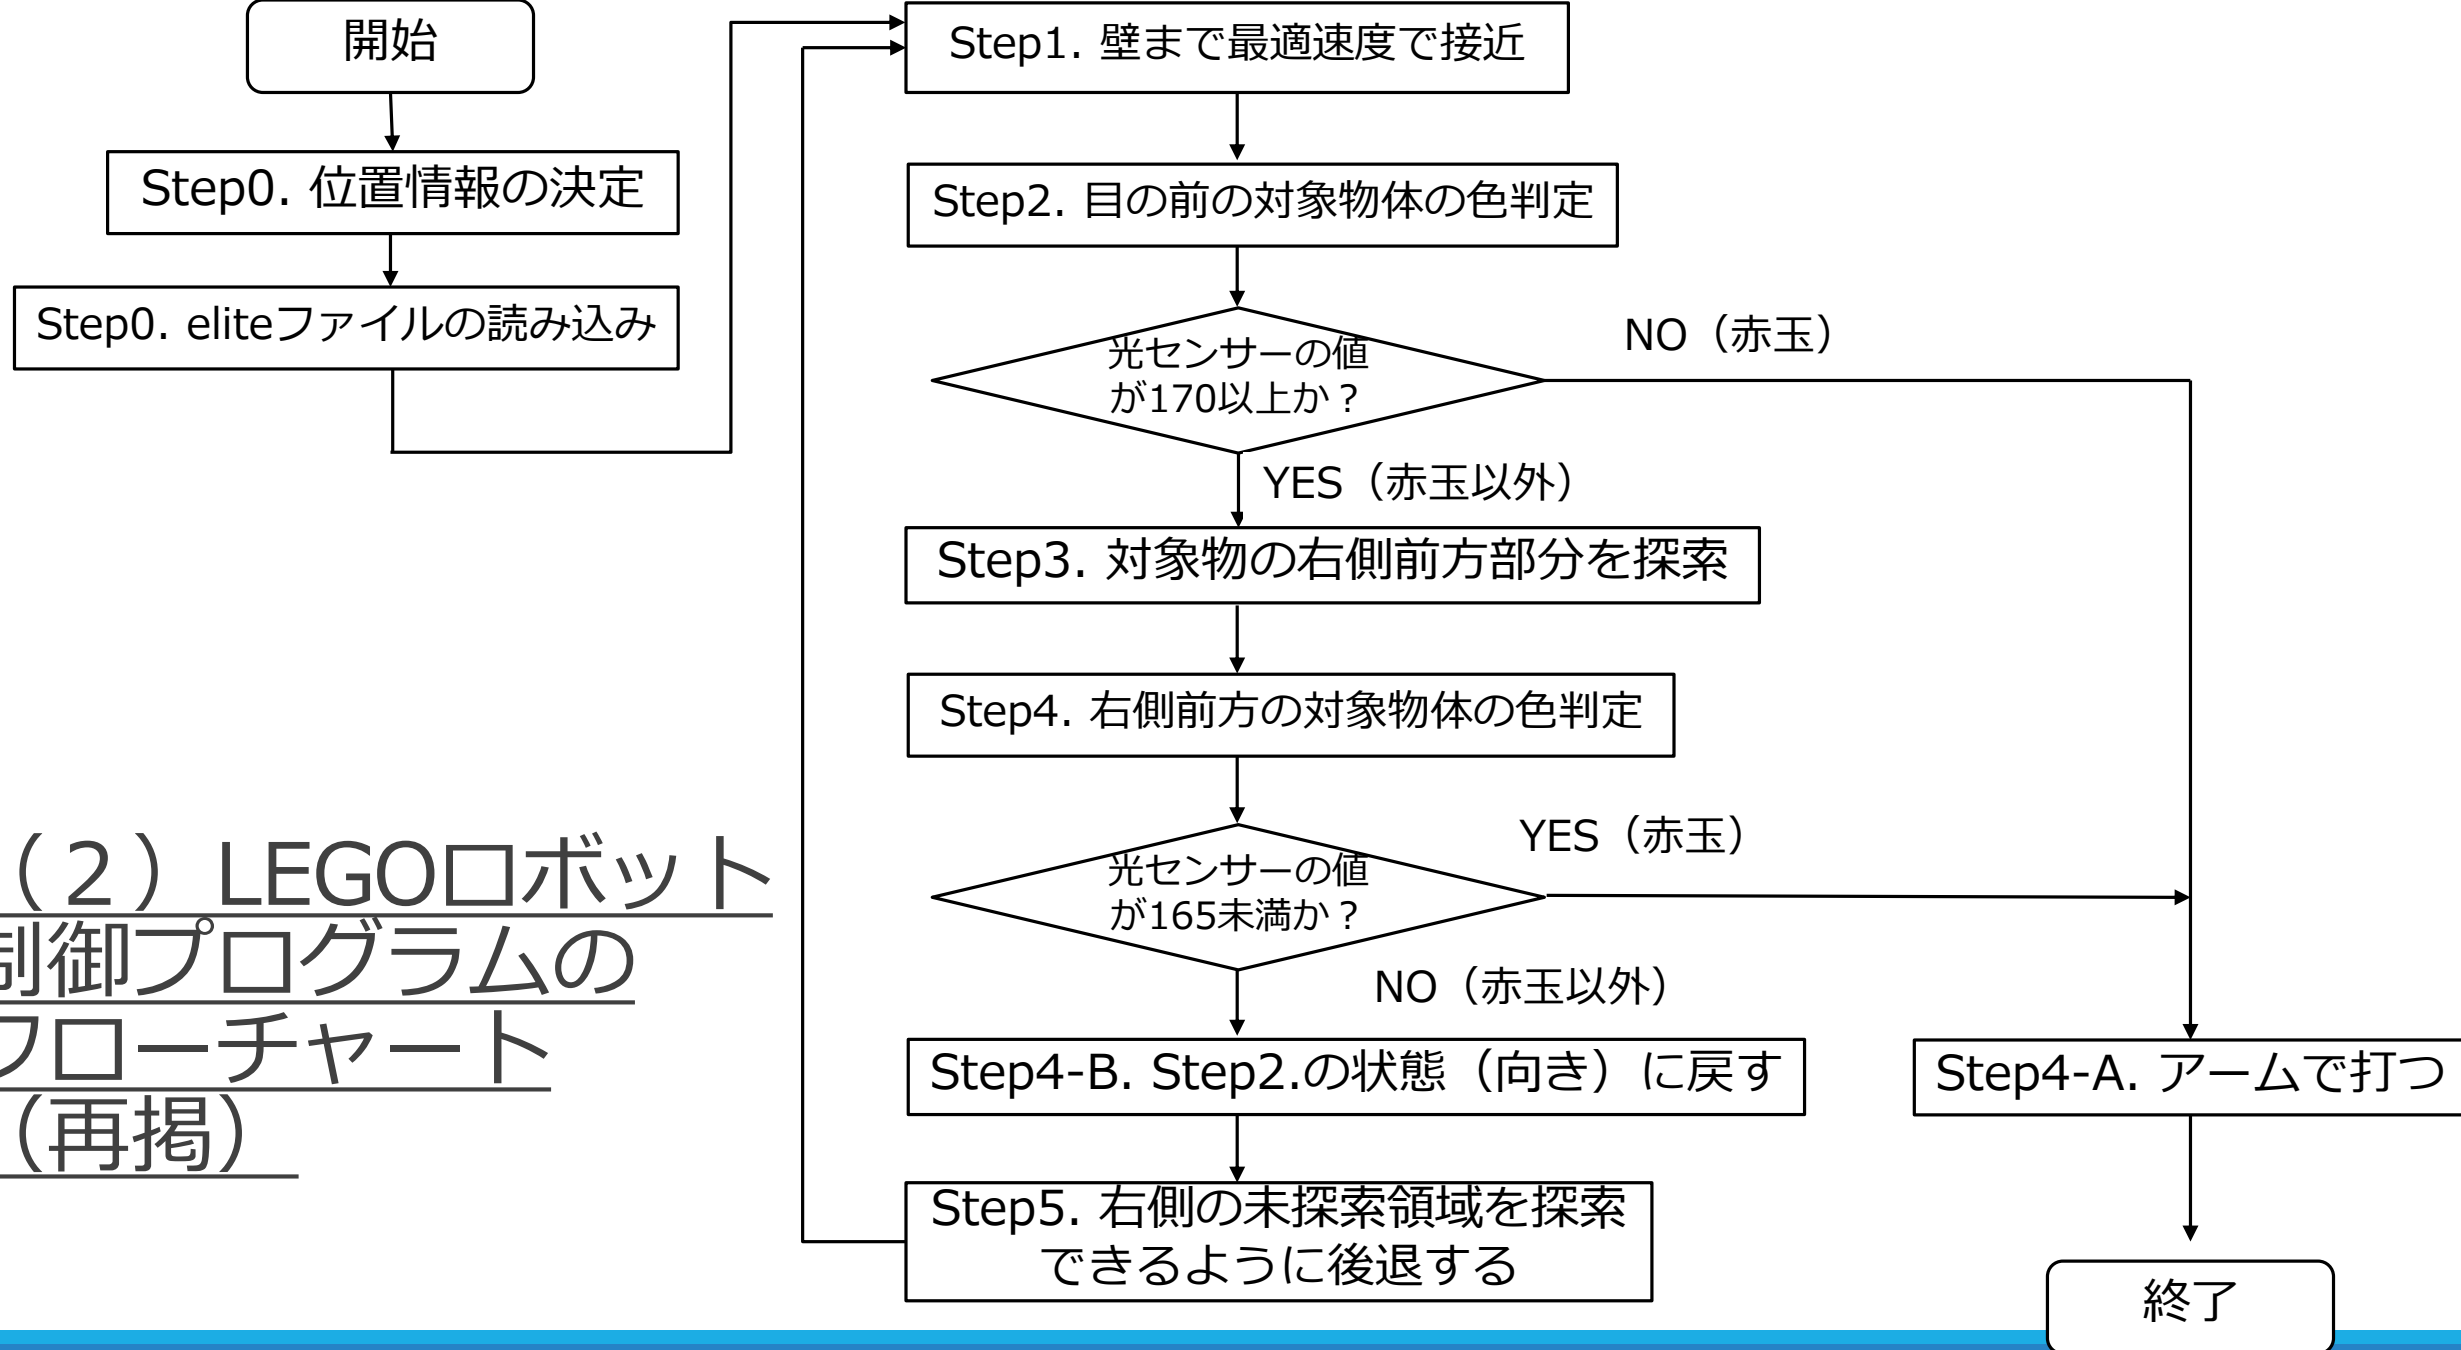 開始
Step0. 位置情報の決定
Step0. eliteファイルの読み込み
Step1. 壁まで最適速度で接近
Step2. 目の前の対象物体の色判定
光センサーの値
が170以上か？
NO（赤玉）
YES（赤玉以外）
Step3. 対象物の右側前方部分を探索
Step4. 右側前方の対象物体の色判定
光センサーの値
が165未満か？
YES（赤玉）
NO（赤玉以外）
Step4-B. Step2.の状態（向き）に戻す
Step4-A. アームで打つ
Step5. 右側の未探索領域を探索
できるように後退する
終了
（２）LEGOロボット
制御プログラムの
フローチャート
（再掲）